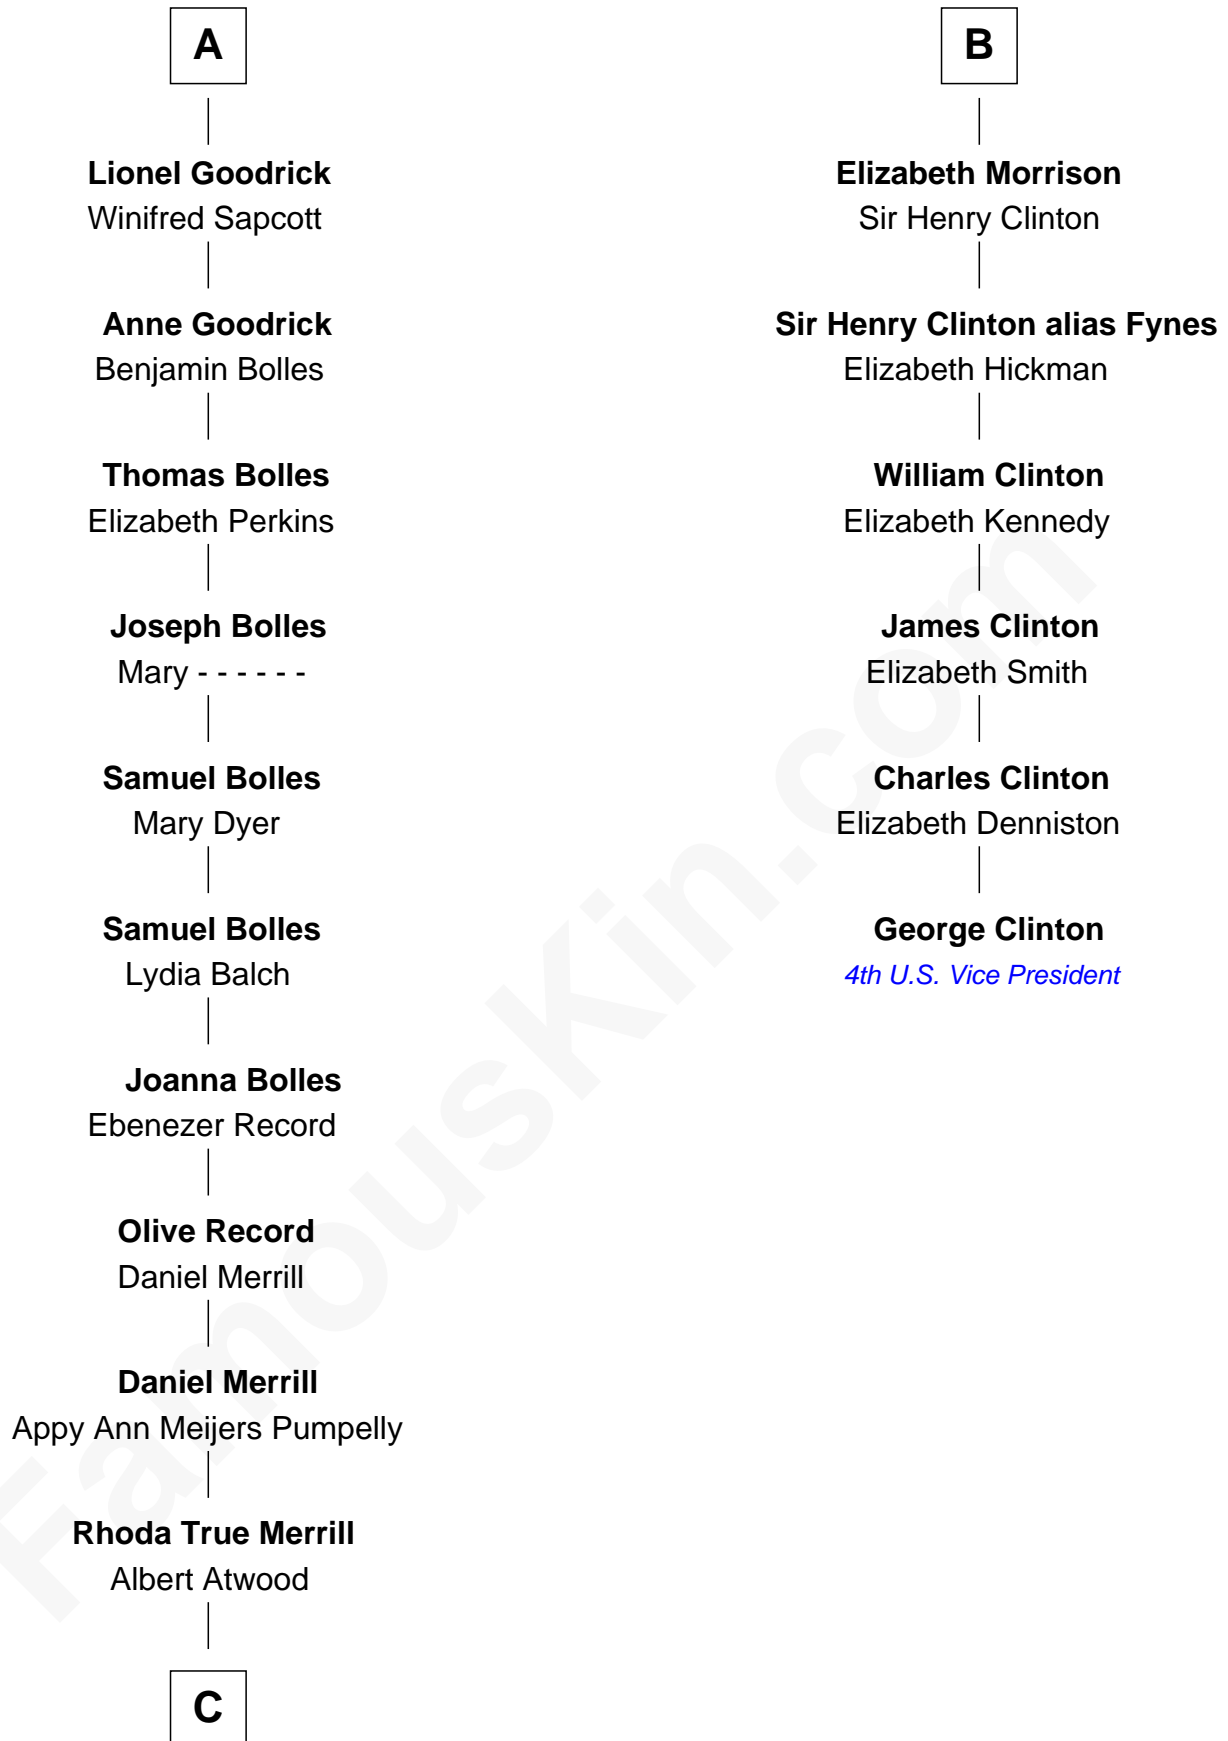 A
Lionel Goodrick
Winifred Sapcott
Anne Goodrick
Benjamin Bolles
Thomas Bolles
Elizabeth Perkins
Joseph Bolles
Mary - - - - - -
Samuel Bolles
Mary Dyer
Samuel Bolles
Lydia Balch
Joanna Bolles
Ebenezer Record
Olive Record
Daniel Merrill
Daniel Merrill
Appy Ann Meijers Pumpelly
Rhoda True Merrill
Albert Atwood
C
B
Elizabeth Morrison
Sir Henry Clinton
Sir Henry Clinton alias Fynes
Elizabeth Hickman
William Clinton
Elizabeth Kennedy
James Clinton
Elizabeth Smith
Charles Clinton
Elizabeth Denniston
George Clinton
4th U.S. Vice President
FamousKin.com